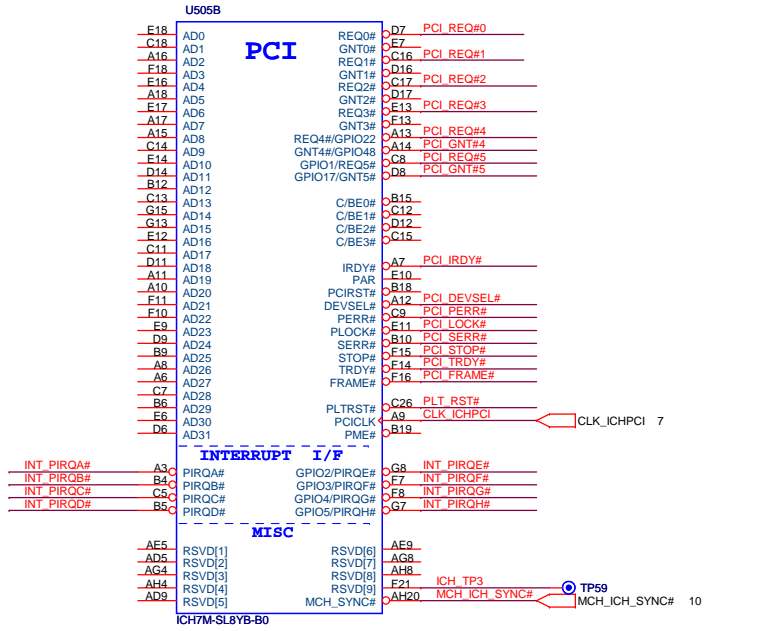 U505B
PCI
E18 AD0 REQ0# D7 PCI_REQ#0
C18 AD1 GNT0# E7
A16 AD2 REQ1# C16 PCI_REQ#1
F18 AD3 GNT1# D16
E16 AD4 REQ2# C17 PCI_REQ#2
A18 AD5 GNT2# D17
E17 AD6 REQ3# E13 PCI_REQ#3
A17 AD7 GNT3# F13
A15 AD8 REQ4#/GPIO22 A13 PCI_REQ#4
C14 AD9 GNT4#/GPIO48 A14 PCI_GNT#4
E14 AD10 GPIO1/REQ5# C8 PCI_REQ#5
D14 AD11 GPIO17/GNT5# D8 PCI_GNT#5
B12 AD12
C13 AD13 C/BE0# B15
G15 AD14 C/BE1# C12
G13 AD15 C/BE2# D12
E12 AD16 C/BE3# C15
C11 AD17
D11 AD18 IRDY# A7 PCI_IRDY#
A11 AD19 PAR E10
A10 AD20 PCIRST# B18
F11 AD21 DEVSEL# A12 PCI_DEVSEL#
F10 AD22 PERR# C9 PCI_PERR#
E9 AD23 PLOCK# E11 PCI_LOCK#
D9 AD24 SERR# B10 PCI_SERR#
B9 AD25 STOP# F15 PCI_STOP#
A8 AD26 TRDY# F14 PCI_TRDY#
A6 AD27 FRAME# F16 PCI_FRAME#
C7 AD28
B6 AD29 PLTRST# C26 PLT_RST#
E6 AD30 PCICLK A9 CLK_ICHPCI CLK_ICHPCI 7
D6 AD31 PME# B19
INTERRUPT I/F
INT_PIRQA# A3 PIRQA# GPIO2/PIRQE# G8 INT_PIRQE#
INT_PIRQB# B4 PIRQB# GPIO3/PIRQF# F7 INT_PIRQF#
INT_PIRQC# C5 PIRQC# GPIO4/PIRQG# F8 INT_PIRQG#
INT_PIRQD# B5 PIRQD# GPIO5/PIRQH# G7 INT_PIRQH#
MISC
AE5 RSVD[1] RSVD[6] AE9
AD5 RSVD[2] RSVD[7] AG8
AG4 RSVD[3] RSVD[8] AH8
AH4 RSVD[4] RSVD[9] F21 ICH_TP3 TP59
AD9 RSVD[5] MCH_SYNC# AH20 MCH_ICH_SYNC# MCH_ICH_SYNC# 10
ICH7M-SL8YB-B0